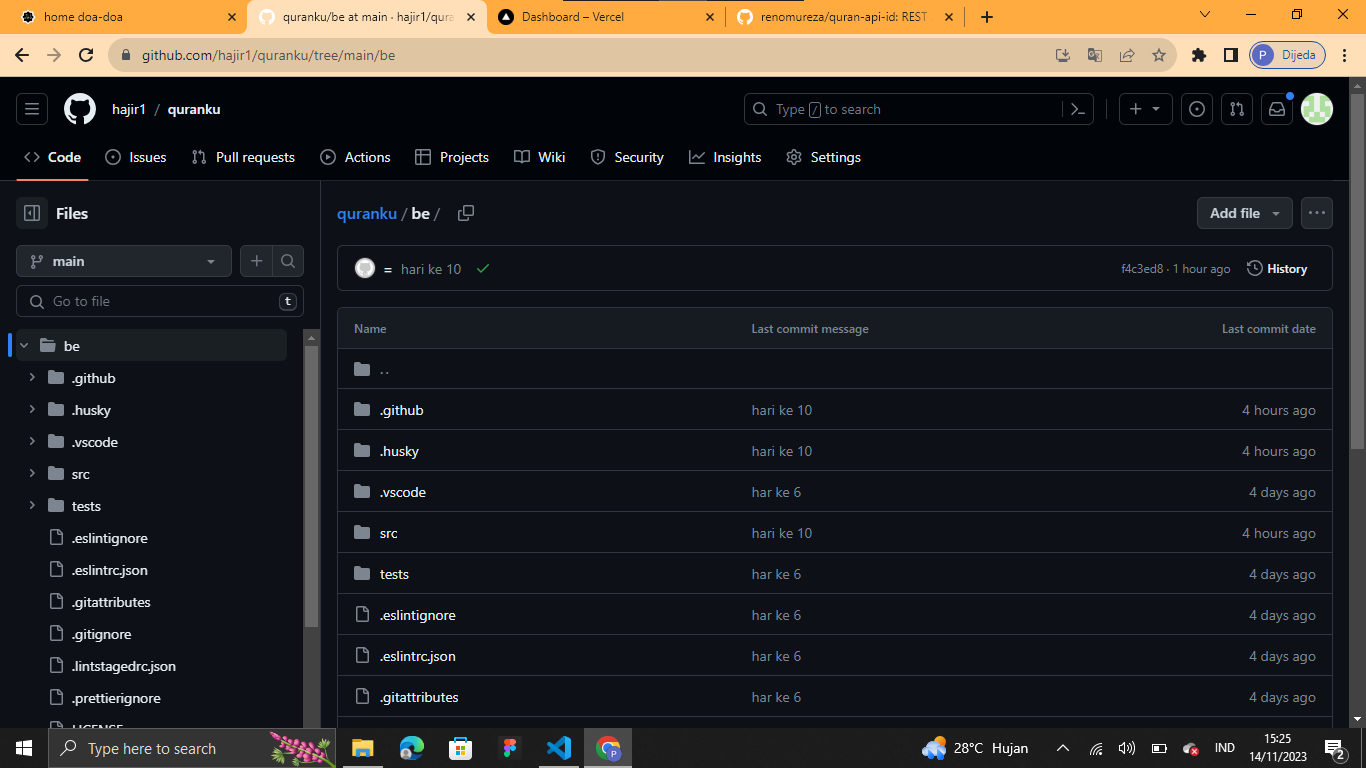 home doa-doa
quranku/be at main · hajir1/qura
Dashboard – Vercel
renomureza/quran-api-id: REST
github.com/hajir1/quranku/tree/main/be
P Dijeda
hajir1 / quranku
Type / to search
Code
Issues
Pull requests
Actions
Projects
Wiki
Security
Insights
Settings
Files
main
Go to file
t
be
.github
.husky
.vscode
src
tests
.eslintignore
.eslintrc.json
.gitattributes
.gitignore
.lintstagedrc.json
.prettierignore
LICENSE
quranku / be /
Add file
= hari ke 10
f4c3ed8 · 1 hour ago
History
Name Last commit message Last commit date
..
.github hari ke 10 4 hours ago
.husky hari ke 10 4 hours ago
.vscode har ke 6 4 days ago
src hari ke 10 4 hours ago
tests har ke 6 4 days ago
.eslintignore har ke 6 4 days ago
.eslintrc.json har ke 6 4 days ago
.gitattributes har ke 6 4 days ago
Type here to search
28°C Hujan
IND
15:25
14/11/2023
2